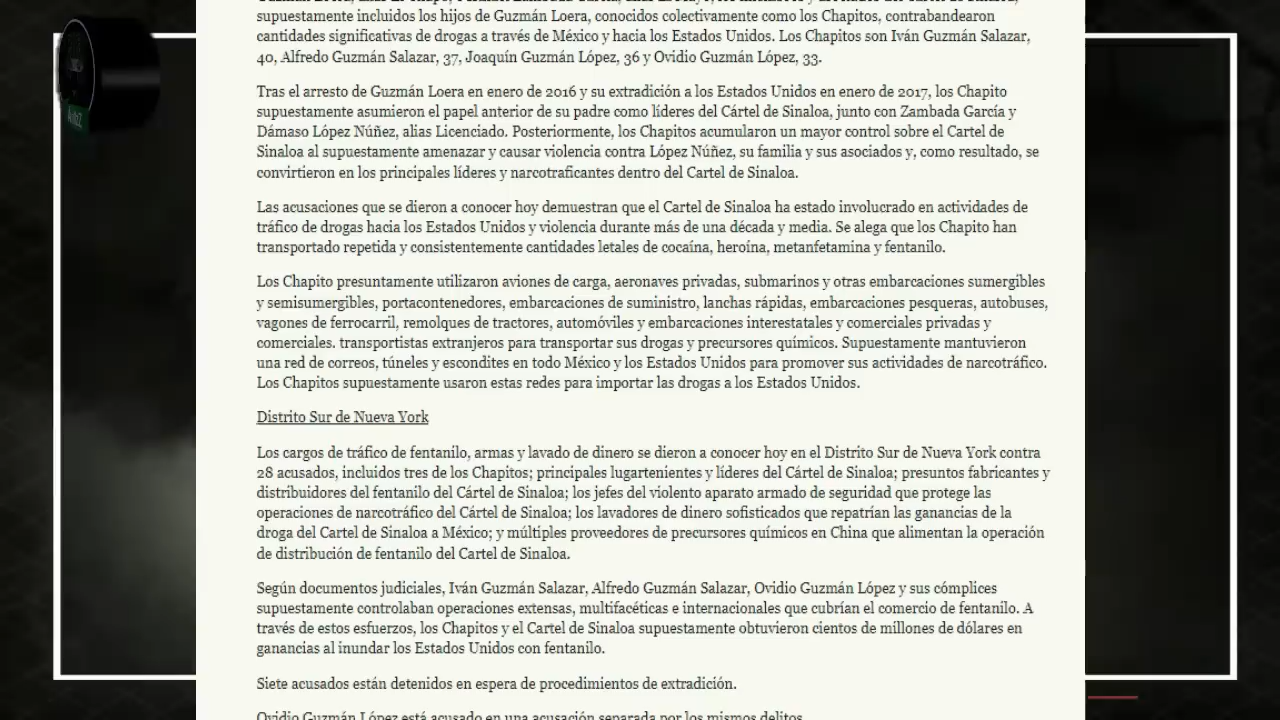 supuestamente incluidos los hijos de Guzmán Loera, conocidos colectivamente como los Chapitos, contrabandearon
cantidades significativas de drogas a través de México y hacia los Estados Unidos. Los Chapitos son Iván Guzmán Salazar,
40, Alfredo Guzmán Salazar, 37, Joaquín Guzmán López, 36 y Ovidio Guzmán López, 33.
Tras el arresto de Guzmán Loera en enero de 2016 y su extradición a los Estados Unidos en enero de 2017, los Chapito
supuestamente asumieron el papel anterior de su padre como líderes del Cártel de Sinaloa, junto con Zambada García y
Dámaso López Núñez, alias Licenciado. Posteriormente, los Chapitos acumularon un mayor control sobre el Cartel de
Sinaloa al supuestamente amenazar y causar violencia contra López Núñez, su familia y sus asociados y, como resultado, se
convirtieron en los principales líderes y narcotraficantes dentro del Cartel de Sinaloa.
Las acusaciones que se dieron a conocer hoy demuestran que el Cartel de Sinaloa ha estado involucrado en actividades de
tráfico de drogas hacia los Estados Unidos y violencia durante más de una década y media. Se alega que los Chapito han
transportado repetida y consistentemente cantidades letales de cocaína, heroína, metanfetamina y fentanilo.
Los Chapito presuntamente utilizaron aviones de carga, aeronaves privadas, submarinos y otras embarcaciones sumergibles
y semisumergibles, portacontenedores, embarcaciones de suministro, lanchas rápidas, embarcaciones pesqueras, autobuses,
vagones de ferrocarril, remolques de tractores, automóviles y embarcaciones interestatales y comerciales privadas y
comerciales. transportistas extranjeros para transportar sus drogas y precursores químicos. Supuestamente mantuvieron
una red de correos, túneles y escondites en todo México y los Estados Unidos para promover sus actividades de narcotráfico.
Los Chapitos supuestamente usaron estas redes para importar las drogas a los Estados Unidos.
Distrito Sur de Nueva York
Los cargos de tráfico de fentanilo, armas y lavado de dinero se dieron a conocer hoy en el Distrito Sur de Nueva York contra
28 acusados, incluidos tres de los Chapitos; principales lugartenientes y líderes del Cártel de Sinaloa; presuntos fabricantes y
distribuidores del fentanilo del Cártel de Sinaloa; los jefes del violento aparato armado de seguridad que protege las
operaciones de narcotráfico del Cártel de Sinaloa; los lavadores de dinero sofisticados que repatrían las ganancias de la
droga del Cartel de Sinaloa a México; y múltiples proveedores de precursores químicos en China que alimentan la operación
de distribución de fentanilo del Cartel de Sinaloa.
Según documentos judiciales, Iván Guzmán Salazar, Alfredo Guzmán Salazar, Ovidio Guzmán López y sus cómplices
supuestamente controlaban operaciones extensas, multifacéticas e internacionales que cubrían el comercio de fentanilo. A
través de estos esfuerzos, los Chapitos y el Cartel de Sinaloa supuestamente obtuvieron cientos de millones de dólares en
ganancias al inundar los Estados Unidos con fentanilo.
Siete acusados están detenidos en espera de procedimientos de extradición.
Ovidio Guzmán López está acusado en una acusación separada por los mismos delitos.